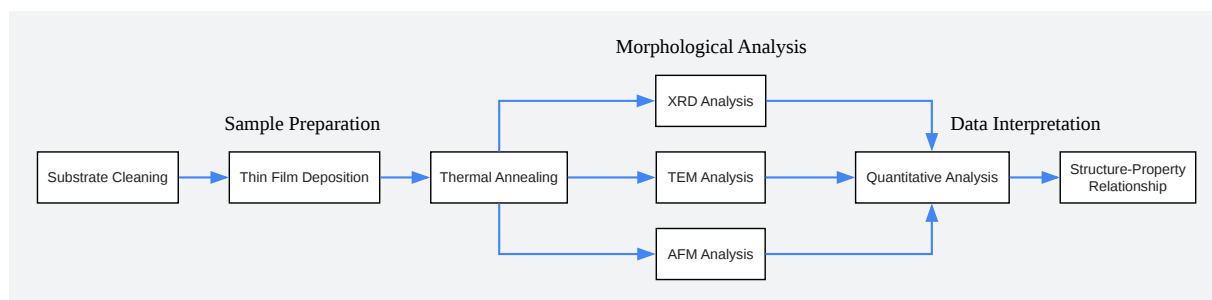 Morphological Analysis
XRD Analysis
Sample Preparation
Data Interpretation
Substrate Cleaning
Thin Film Deposition
Thermal Annealing
TEM Analysis
Quantitative Analysis
Structure-Property
Relationship
AFM Analysis